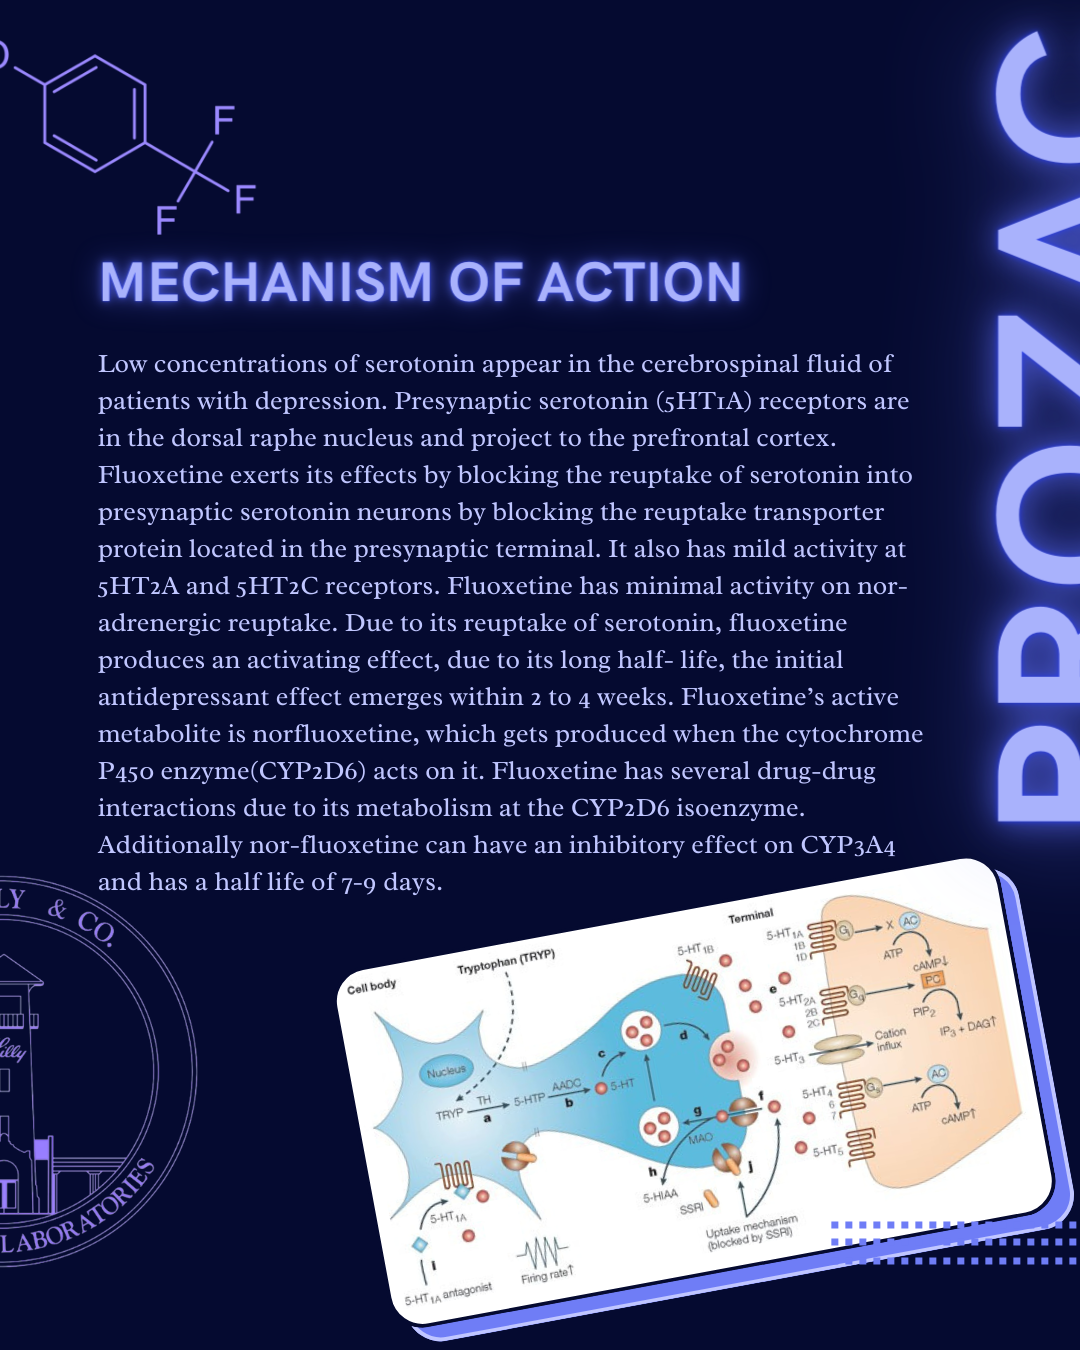 F
F
F
MECHANISM OF ACTION
PROZAC
Low concentrations of serotonin appear in the cerebrospinal fluid of
patients with depression. Presynaptic serotonin (5HT1A) receptors are
in the dorsal raphe nucleus and project to the prefrontal cortex.
Fluoxetine exerts its effects by blocking the reuptake of serotonin into
presynaptic serotonin neurons by blocking the reuptake transporter
protein located in the presynaptic terminal. It also has mild activity at
5HT2A and 5HT2C receptors. Fluoxetine has minimal activity on nor-
adrenergic reuptake. Due to its reuptake of serotonin, fluoxetine
produces an activating effect, due to its long half- life, the initial
antidepressant effect emerges within 2 to 4 weeks. Fluoxetine’s active
metabolite is norfluoxetine, which gets produced when the cytochrome
P450 enzyme(CYP2D6) acts on it. Fluoxetine has several drug-drug
interactions due to its metabolism at the CYP2D6 isoenzyme.
Additionally nor-fluoxetine can have an inhibitory effect on CYP3A4
and has a half life of 7-9 days.
LY & CO.
LABORATORIES
Cell body
Tryptophan (TRYP)
Terminal
Nucleus
TRYP
TH
a
5-HTP
AADC
b
5-HT
c
d
e
f
g
MAO
h
5-HIAA
SSRI
j
Uptake mechanism
(blocked by SSRI)
5-HT1A
i
5-HT1A antagonist
Firing rate↑
5-HT1B
5-HT1A
1B
1D
Gi
X
AC
ATP
cAMP↓
5-HT2A
2B
2C
Gq
PC
PIP2
IP3 + DAG↑
5-HT3
Cation
influx
5-HT4
6
7
Gs
AC
ATP
cAMP↑
5-HT5